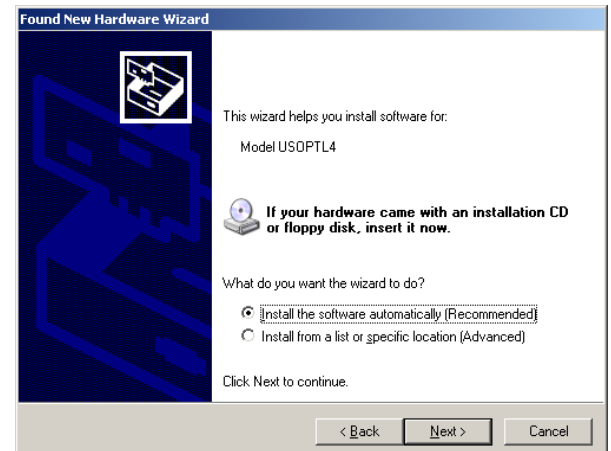 Found New Hardware Wizard
This wizard helps you install software for:
Model USOPTL4
If your hardware came with an installation CD
or floppy disk, insert it now.
What do you want the wizard to do?
Install the software automatically (Recommended)
Install from a list or specific location (Advanced)
Click Next to continue.
< Back Next > Cancel